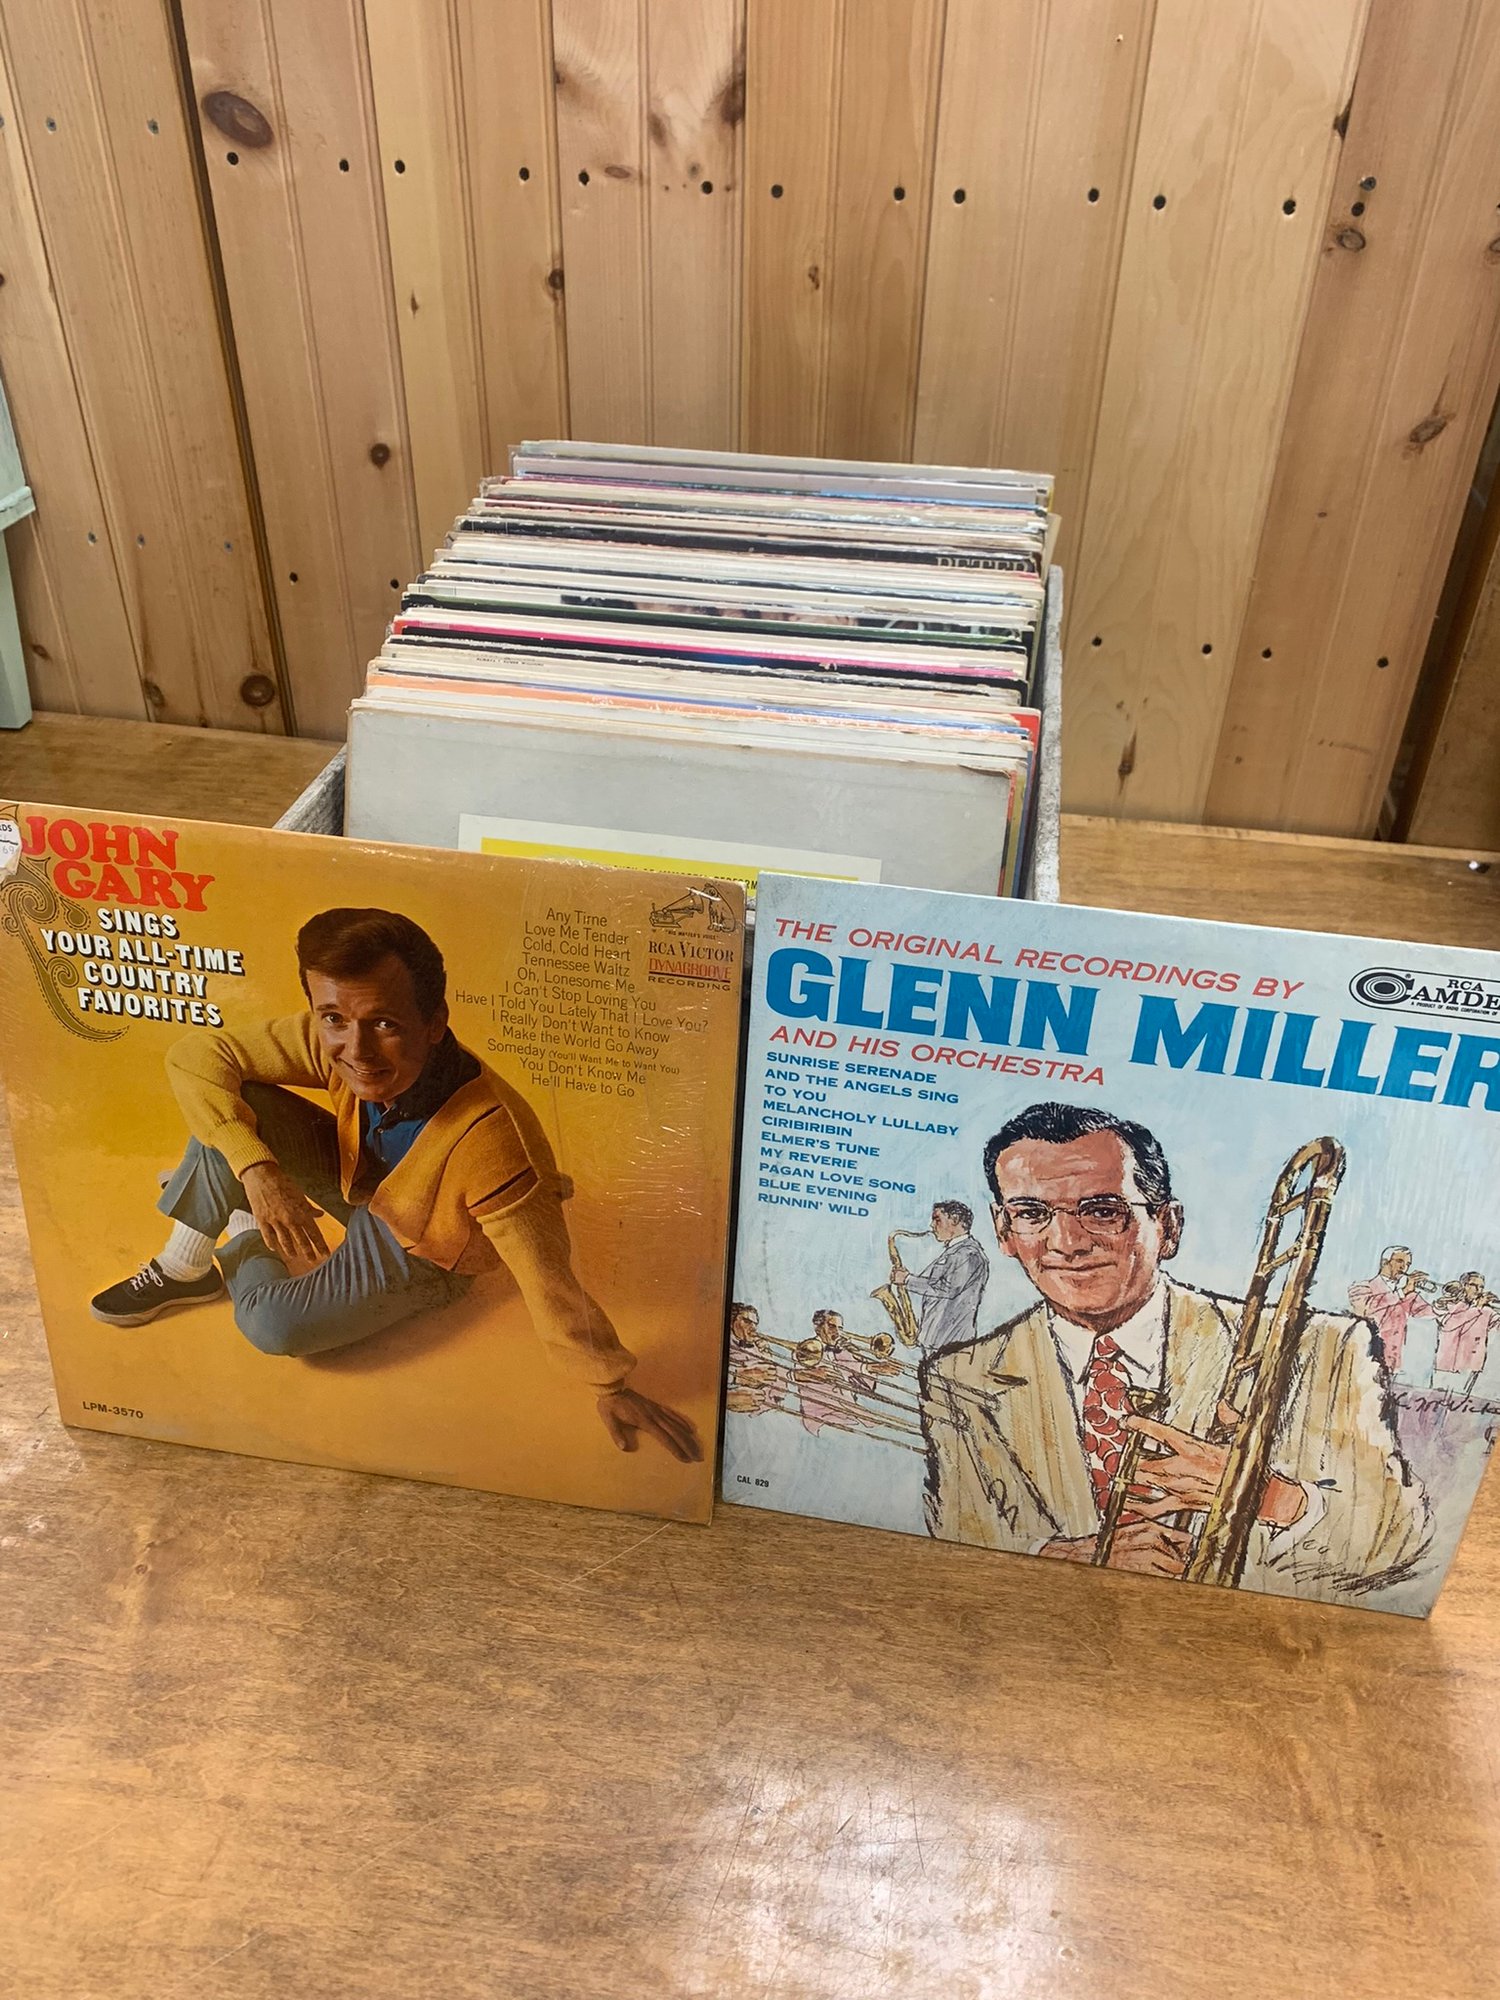 PETER
JOHN
GARY
SINGS
YOUR ALL-TIME
COUNTRY
FAVORITES
Any Time
Love Me Tender
Cold, Cold Heart
Tennessee Waltz
Oh, Lonesome Me
I Can't Stop Loving You
Have I Told You Lately That I Love You?
I Really Don't Want to Know
Make the World Go Away
Someday (You'll Want Me to Want You)
You Don't Know Me
He'll Have to Go
"HIS MASTER'S VOICE"
RCA VICTOR
DYNAGROOVE
RECORDING
LPM-3570
THE ORIGINAL RECORDINGS BY
GLENN MILLER
AND HIS ORCHESTRA
RCA
CAMDE
SUNRISE SERENADE
AND THE ANGELS SING
TO YOU
MELANCHOLY LULLABY
CIRIBIRIBIN
ELMER'S TUNE
MY REVERIE
PAGAN LOVE SONG
BLUE EVENING
RUNNIN' WILD
CAL 829